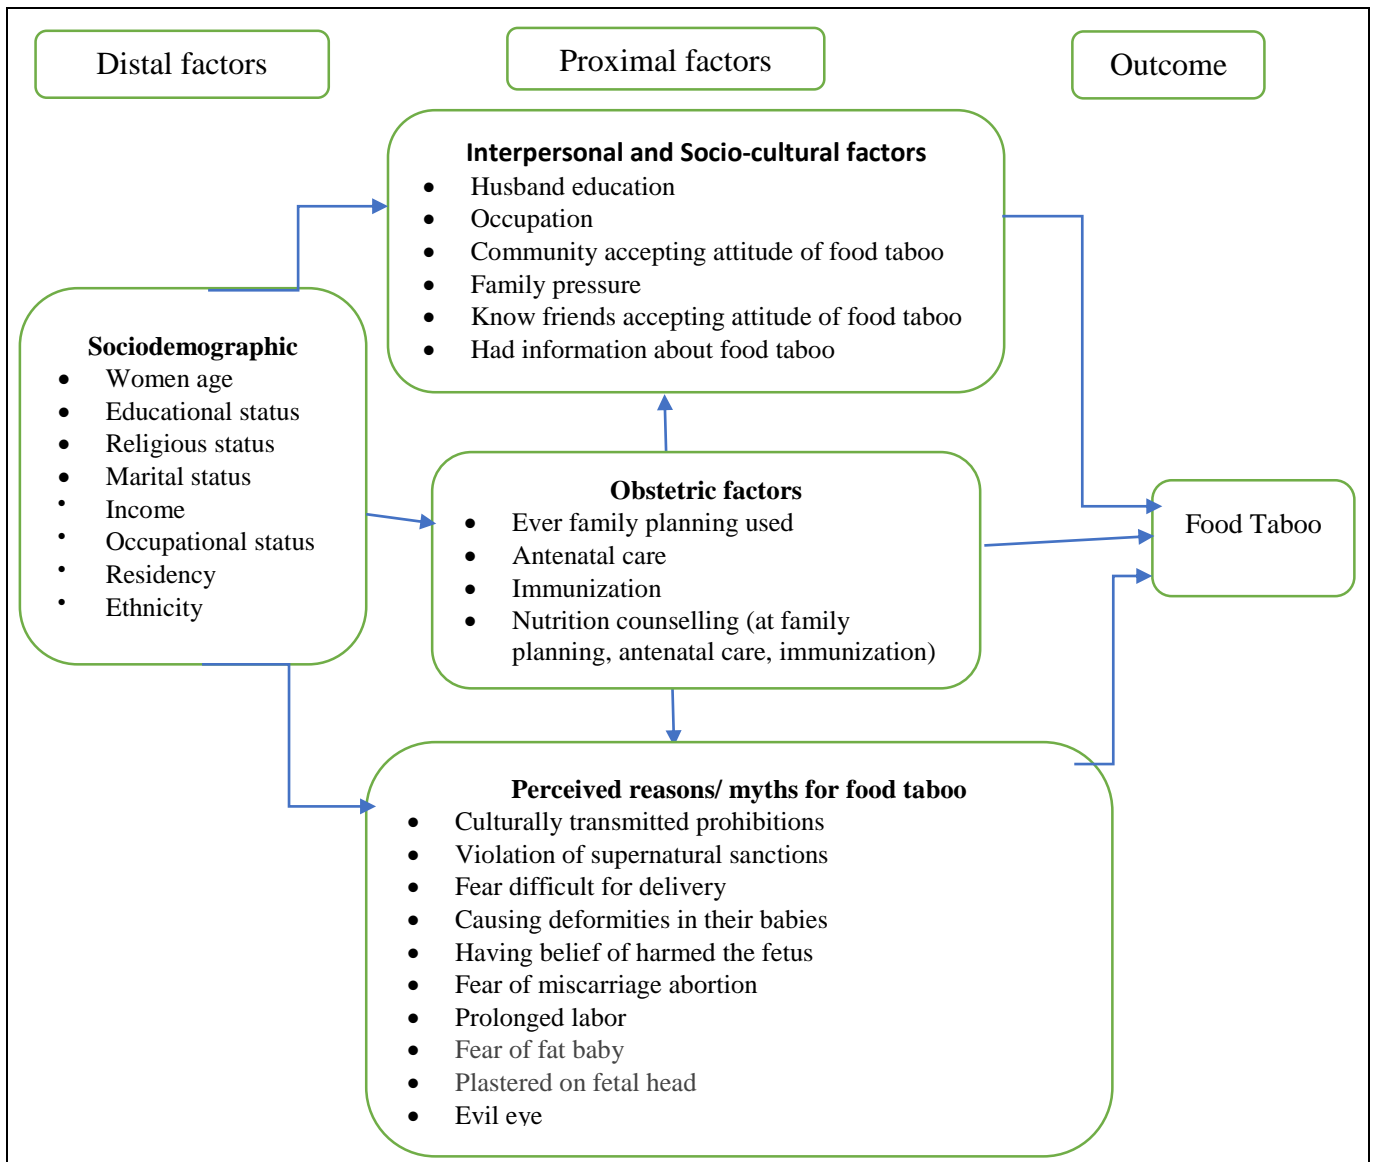 Distal factors
Proximal factors
Outcome
Interpersonal and Socio-cultural factors
• Husband education
• Occupation
• Community accepting attitude of food taboo
• Family pressure
• Know friends accepting attitude of food taboo
• Had information about food taboo
Sociodemographic
• Women age
• Educational status
• Religious status
• Marital status
• Income
• Occupational status
• Residency
• Ethnicity
Obstetric factors
• Ever family planning used
• Antenatal care
• Immunization
• Nutrition counselling (at family
planning, antenatal care, immunization)
Food Taboo
Perceived reasons/ myths for food taboo
• Culturally transmitted prohibitions
• Violation of supernatural sanctions
• Fear difficult for delivery
• Causing deformities in their babies
• Having belief of harmed the fetus
• Fear of miscarriage abortion
• Prolonged labor
• Fear of fat baby
• Plastered on fetal head
• Evil eye